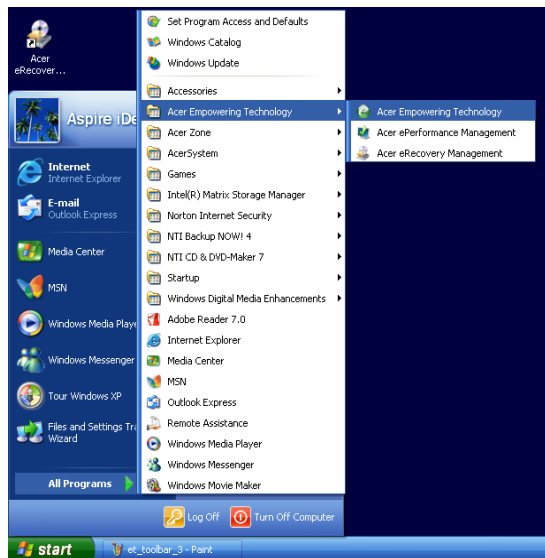 Acer
eRecover...
Aspire iDe
Internet
Internet Explorer
E-mail
Outlook Express
Media Center
MSN
Windows Media Playe
Windows Messenger
Tour Windows XP
Files and Settings Tra
Wizard
All Programs
Set Program Access and Defaults
Windows Catalog
Windows Update
Accessories
Acer Empowering Technology
Acer Zone
AcerSystem
Games
Intel(R) Matrix Storage Manager
Norton Internet Security
NTI Backup NOW! 4
NTI CD & DVD-Maker 7
Startup
Windows Digital Media Enhancements
Adobe Reader 7.0
Internet Explorer
Media Center
MSN
Outlook Express
Remote Assistance
Windows Media Player
Windows Messenger
Windows Movie Maker
Acer Empowering Technology
Acer ePerformance Management
Acer eRecovery Management
Log Off
Turn Off Computer
start
et_toolbar_3 - Paint